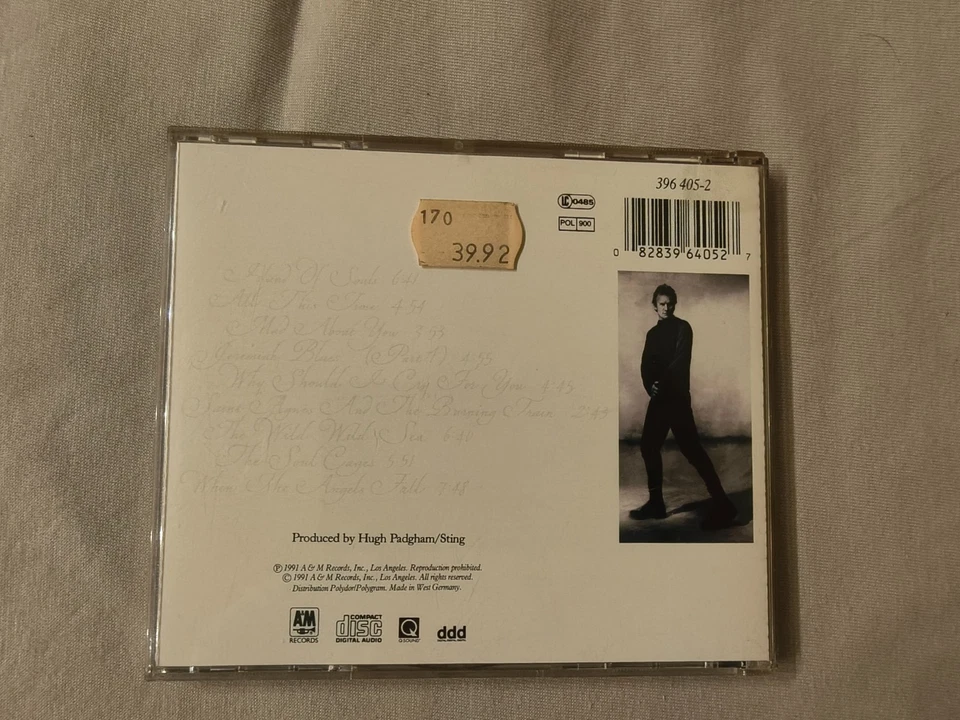 396 405-2
LC 0485
POL 900
170
39.92
0 82839 64052 7
Island Of Souls 6:41
All This Time 4:54
Mad About You 3:53
Jeremiah Blues (Part 1) 4:55
Why Should I Cry For You 4:45
Saint Agnes And The Burning Train 2:43
The Wild Wild Sea 6:40
The Soul Cages 5:51
When The Angels Fall 7:48
Produced by Hugh Padgham/Sting
℗ 1991 A & M Records, Inc., Los Angeles. Reproduction prohibited.
© 1991 A & M Records, Inc., Los Angeles. All rights reserved.
Distribution Polydor/Polygram. Made in West Germany.
A&M RECORDS
COMPACT disc DIGITAL AUDIO
Q SOUND
ddd